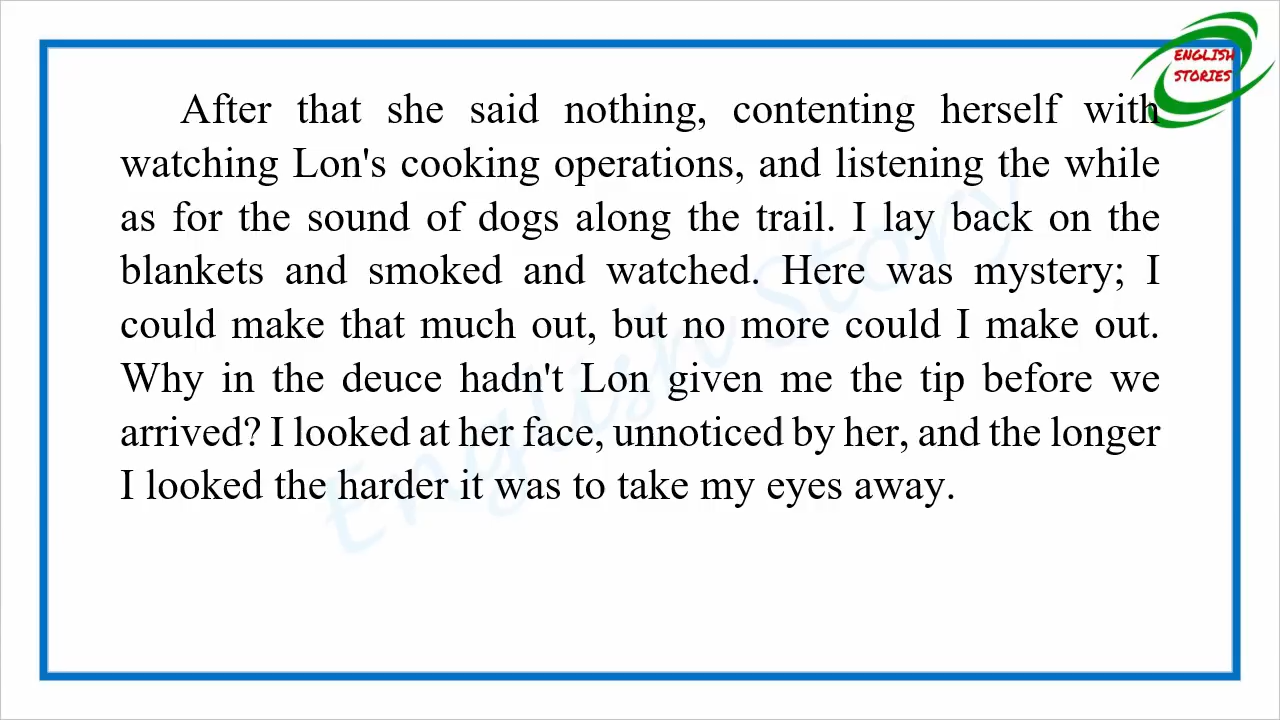 ENGLISH
STORIES
After that she said nothing, contenting herself with
watching Lon's cooking operations, and listening the while
as for the sound of dogs along the trail. I lay back on the
blankets and smoked and watched. Here was mystery; I
could make that much out, but no more could I make out.
Why in the deuce hadn't Lon given me the tip before we
arrived? I looked at her face, unnoticed by her, and the longer
I looked the harder it was to take my eyes away.
English Story